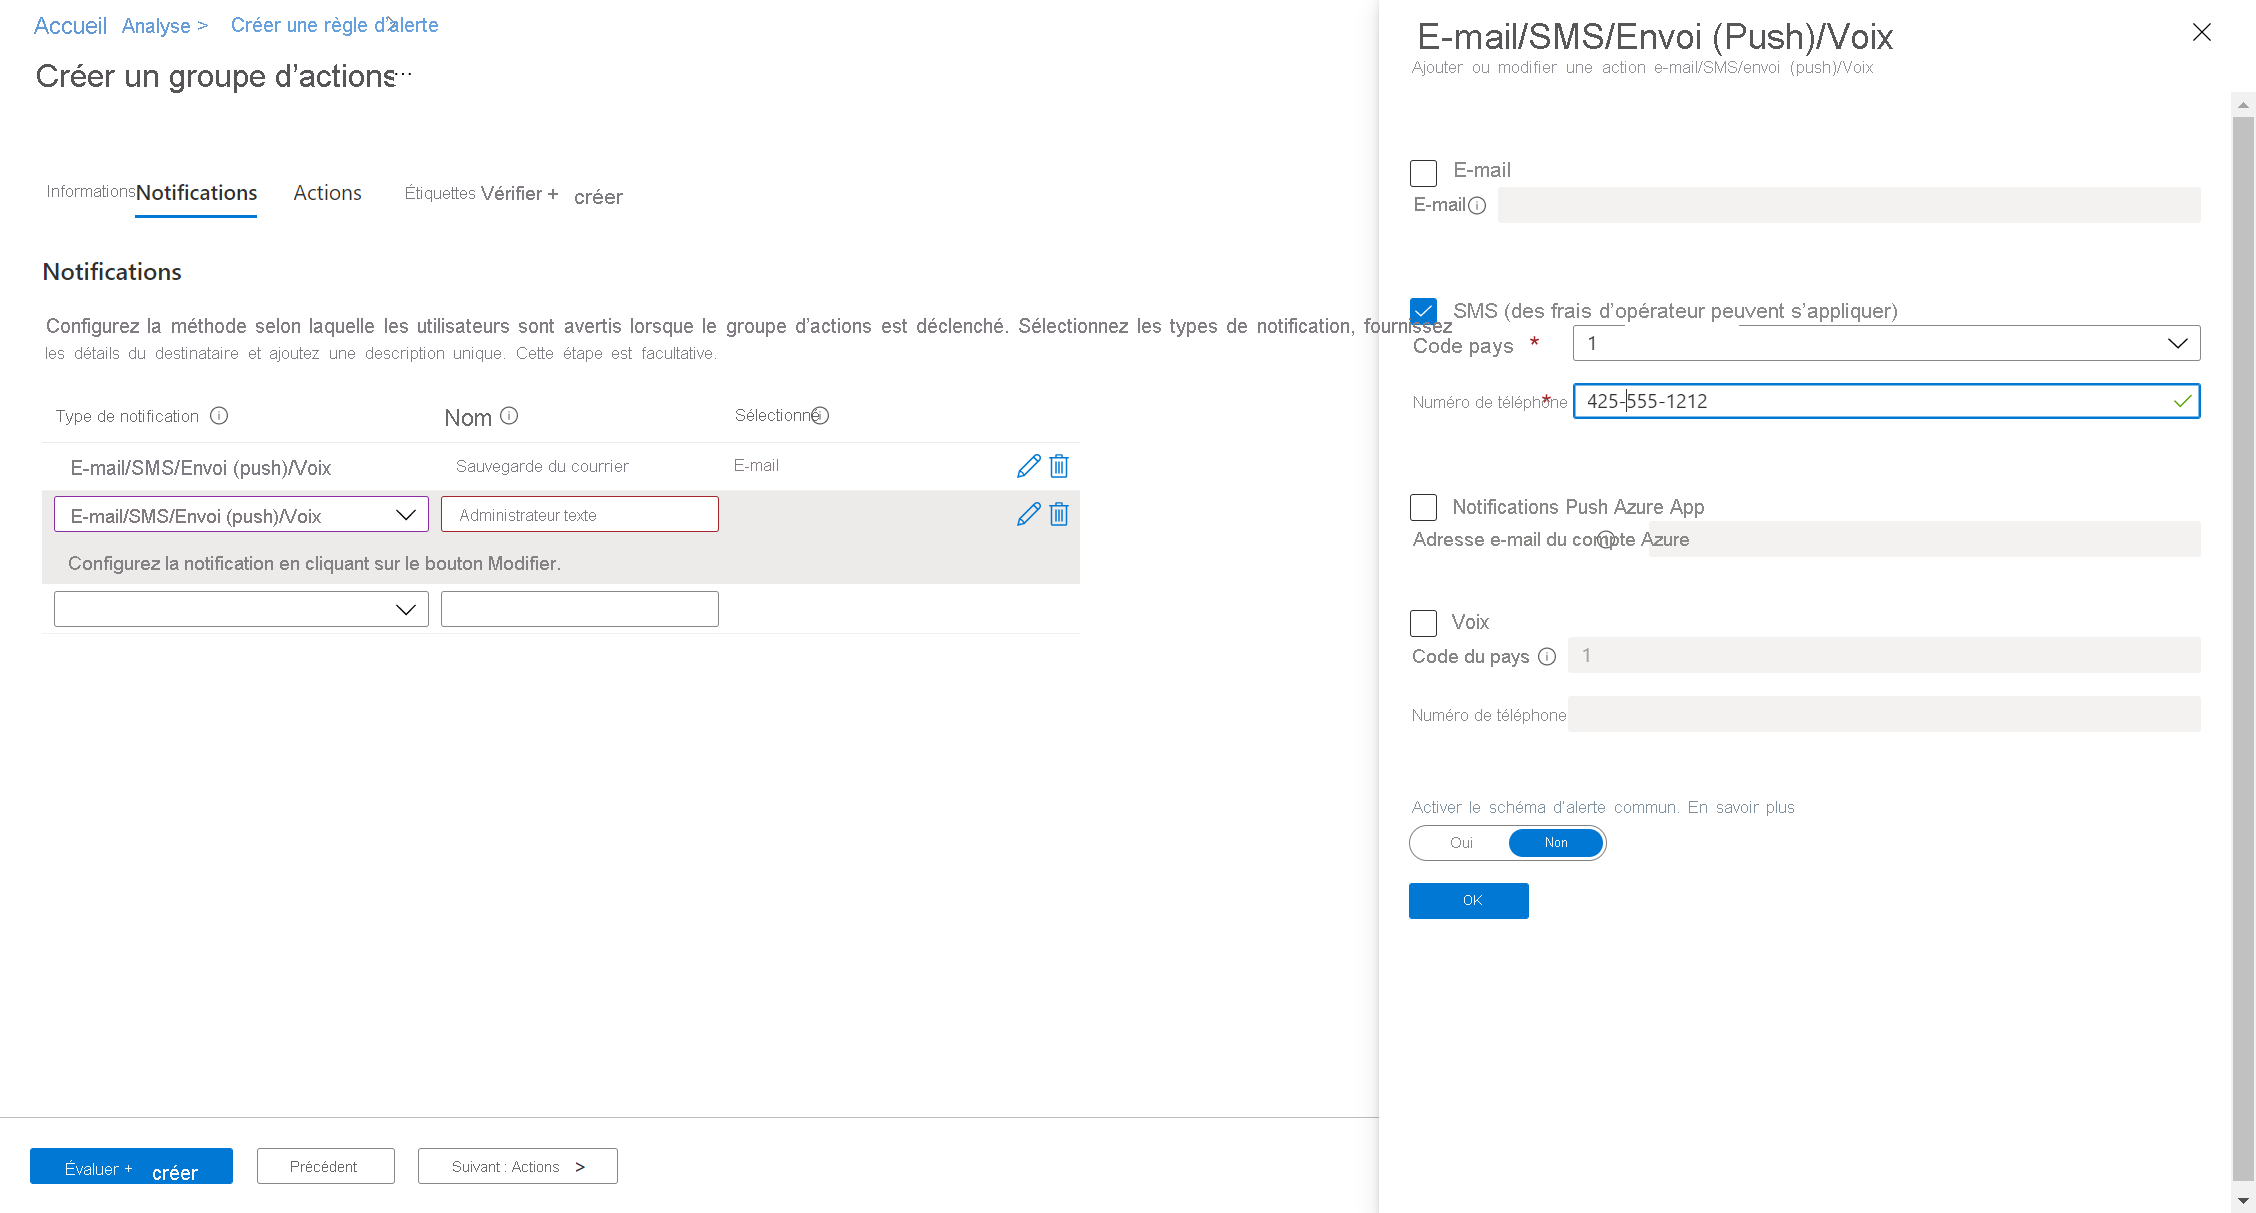 Accueil Analyse > Créer une règle d'alerte >
Créer un groupe d'actions ...
Informations Notifications Actions Étiquettes Vérifier + créer
Notifications
Configurez la méthode selon laquelle les utilisateurs sont avertis lorsque le groupe d'actions est déclenché. Sélectionnez les types de notification, fournissez
les détails du destinataire et ajoutez une description unique. Cette étape est facultative.
Type de notification Nom Sélectionné
E-mail/SMS/Envoi (push)/Voix Sauvegarde du courrier E-mail
E-mail/SMS/Envoi (push)/Voix Administrateur texte
Configurez la notification en cliquant sur le bouton Modifier.
Évaluer + créer Précédent Suivant : Actions >
E-mail/SMS/Envoi (Push)/Voix
Ajouter ou modifier une action e-mail/SMS/envoi (push)/Voix
E-mail
E-mail
SMS (des frais d'opérateur peuvent s'appliquer)
Code pays * 1
Numéro de téléphone * 425-555-1212
Notifications Push Azure App
Adresse e-mail du compte Azure
Voix
Code du pays 1
Numéro de téléphone
Activer le schéma d'alerte commun. En savoir plus
Oui Non
OK